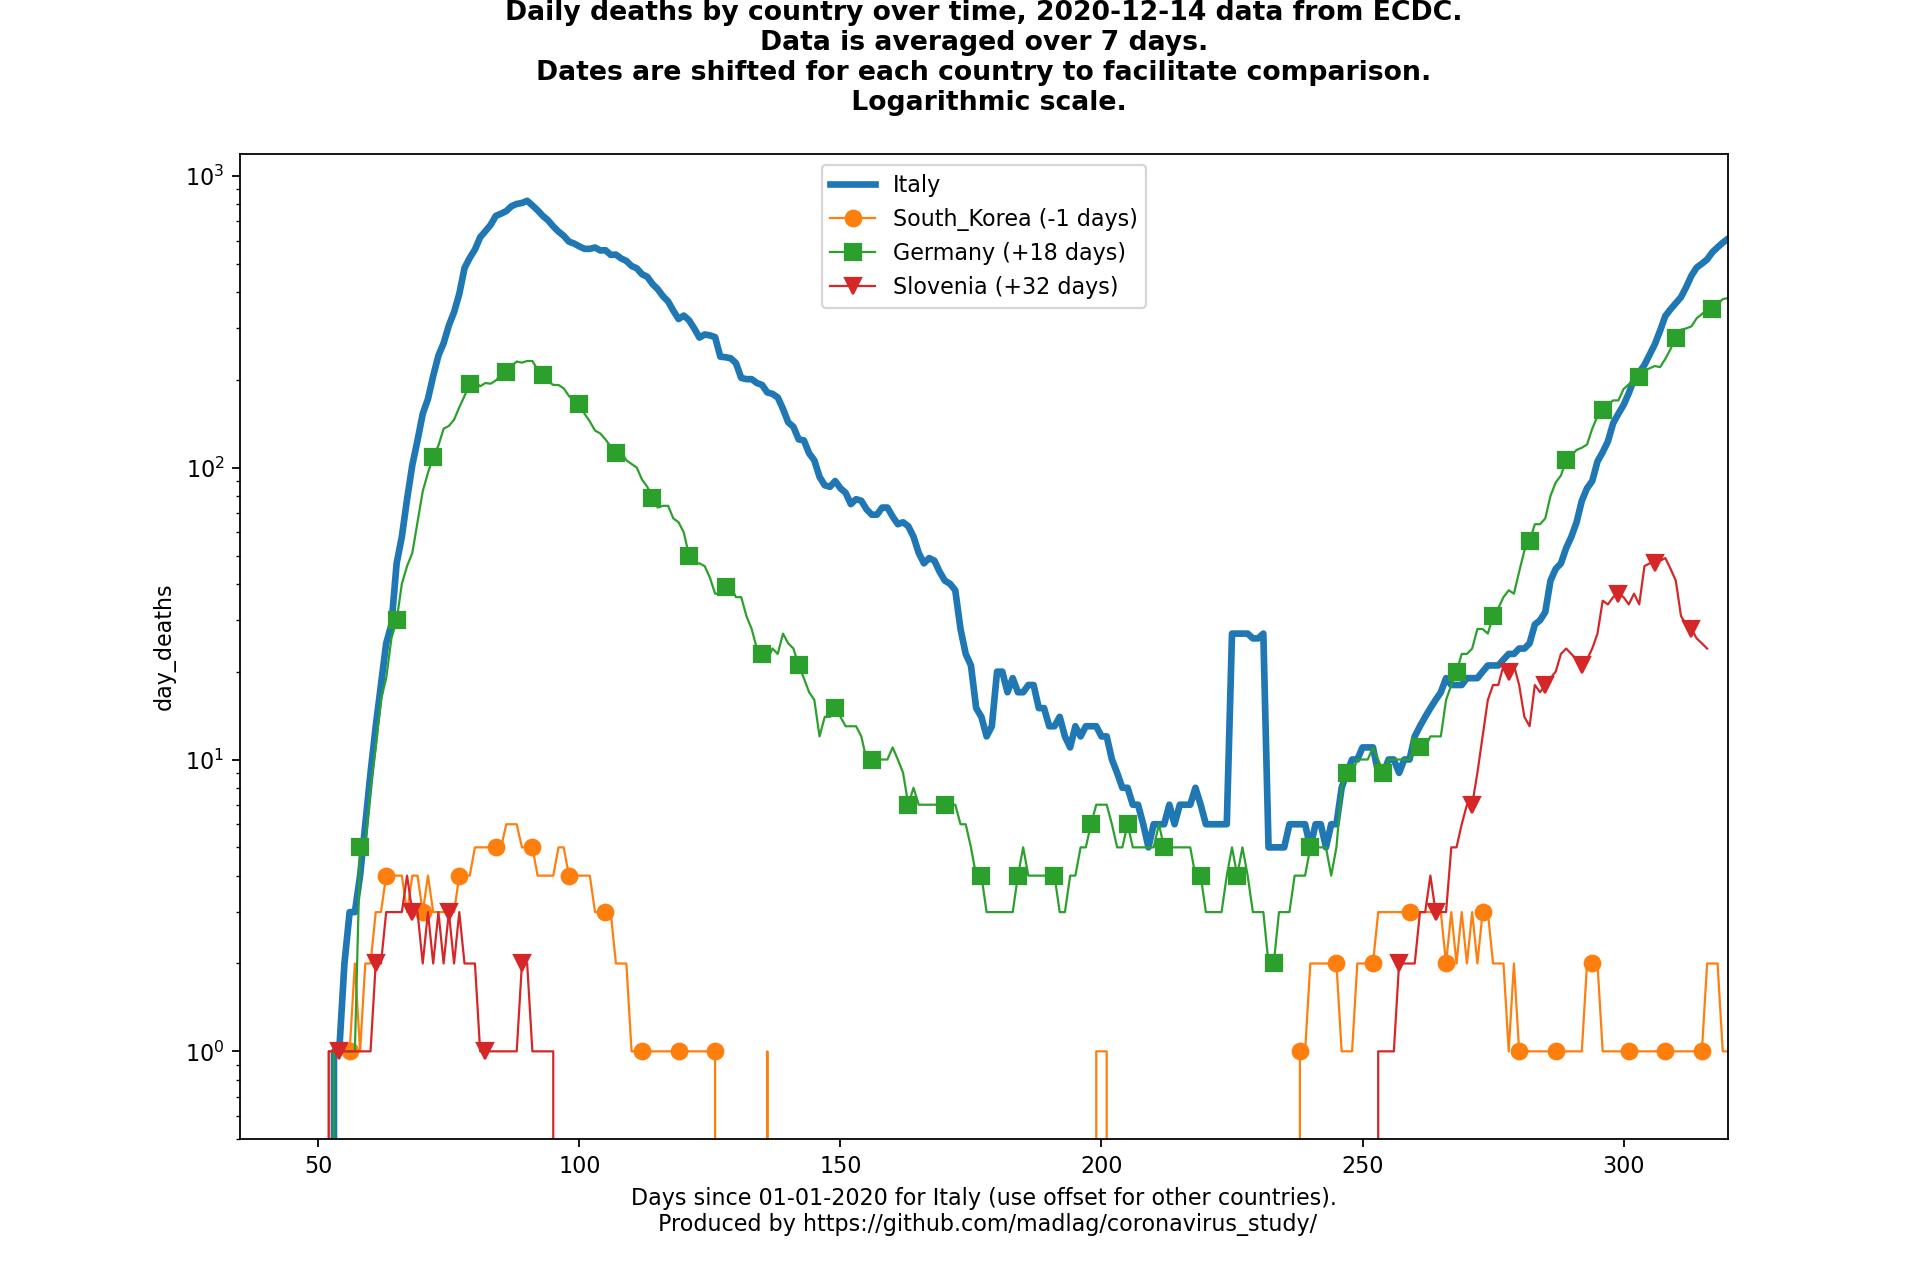 Daily deaths by country over time, 2020-12-14 data from ECDC.
Data is averaged over 7 days.
Dates are shifted for each country to facilitate comparison.
Logarithmic scale.
10³
10²
10¹
10⁰
day_deaths
Italy
South_Korea (-1 days)
Germany (+18 days)
Slovenia (+32 days)
50 100 150 200 250 300
Days since 01-01-2020 for Italy (use offset for other countries).
Produced by https://github.com/madlag/coronavirus_study/